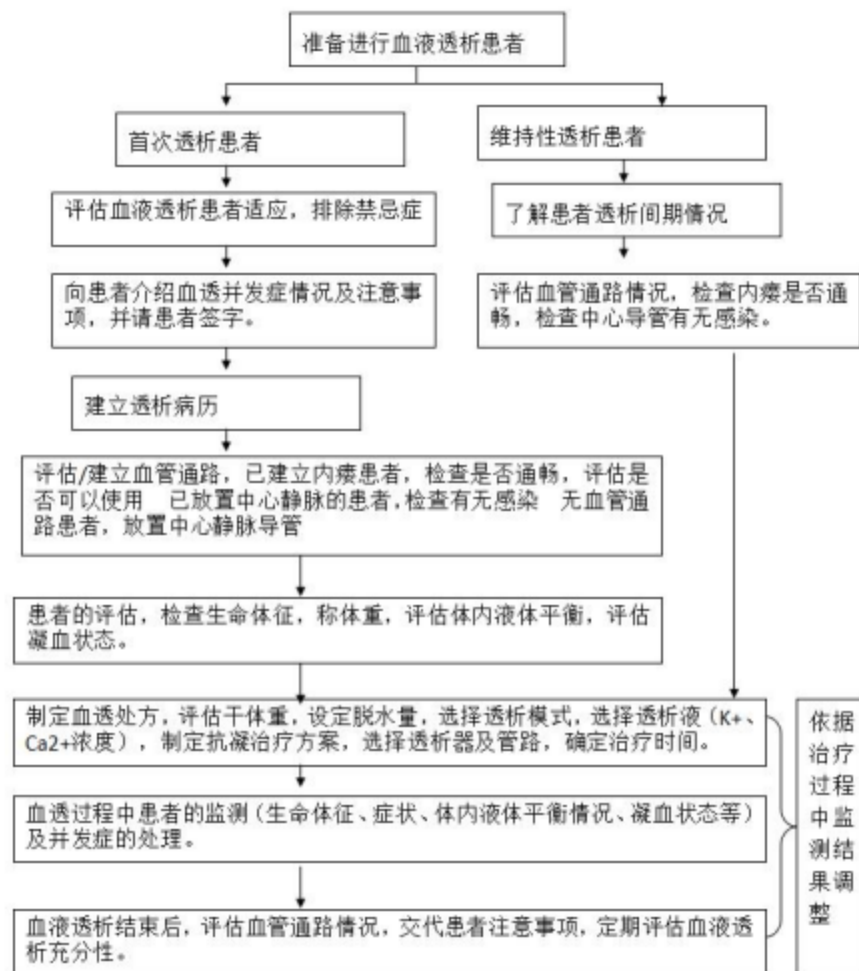 准备进行血液透析患者
首次透析患者
维持性透析患者
评估血液透析患者适应，排除禁忌症
了解患者透析间期情况
向患者介绍血透并发症情况及注意事
项，并请患者签字。
评估血管通路情况，检查内瘘是否通
畅，检查中心导管有无感染。
建立透析病历
评估/建立血管通路，已建立内瘘患者，检查是否通畅，评估是
否可以使用 已放置中心静脉的患者，检查有无感染 无血管通
路患者，放置中心静脉导管
患者的评估，检查生命体征，称体重，评估体内液体平衡，评估
凝血状态。
制定血透处方，评估干体重，设定脱水量，选择透析模式，选择透析液（K+、
Ca2+浓度），制定抗凝治疗方案，选择透析器及管路，确定治疗时间。
血透过程中患者的监测（生命体征、症状、体内液体平衡情况、凝血状态等）
及并发症的处理。
血液透析结束后，评估血管通路情况，交代患者注意事项，定期评估血液透
析充分性。
依据
治疗
过程
中监
测结
果调
整